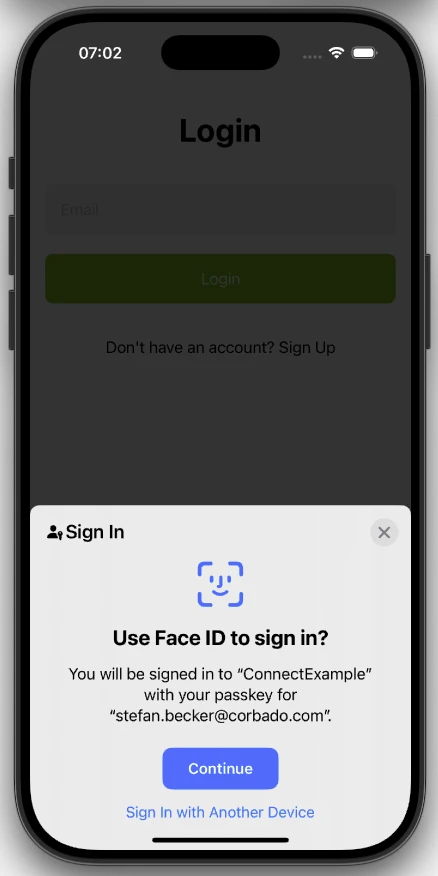 07:02
Login
Email
Login
Don't have an account? Sign Up
Sign In
Use Face ID to sign in?
You will be signed in to “ConnectExample”
with your passkey for
“stefan.becker@corbado.com”.
Continue
Sign In with Another Device